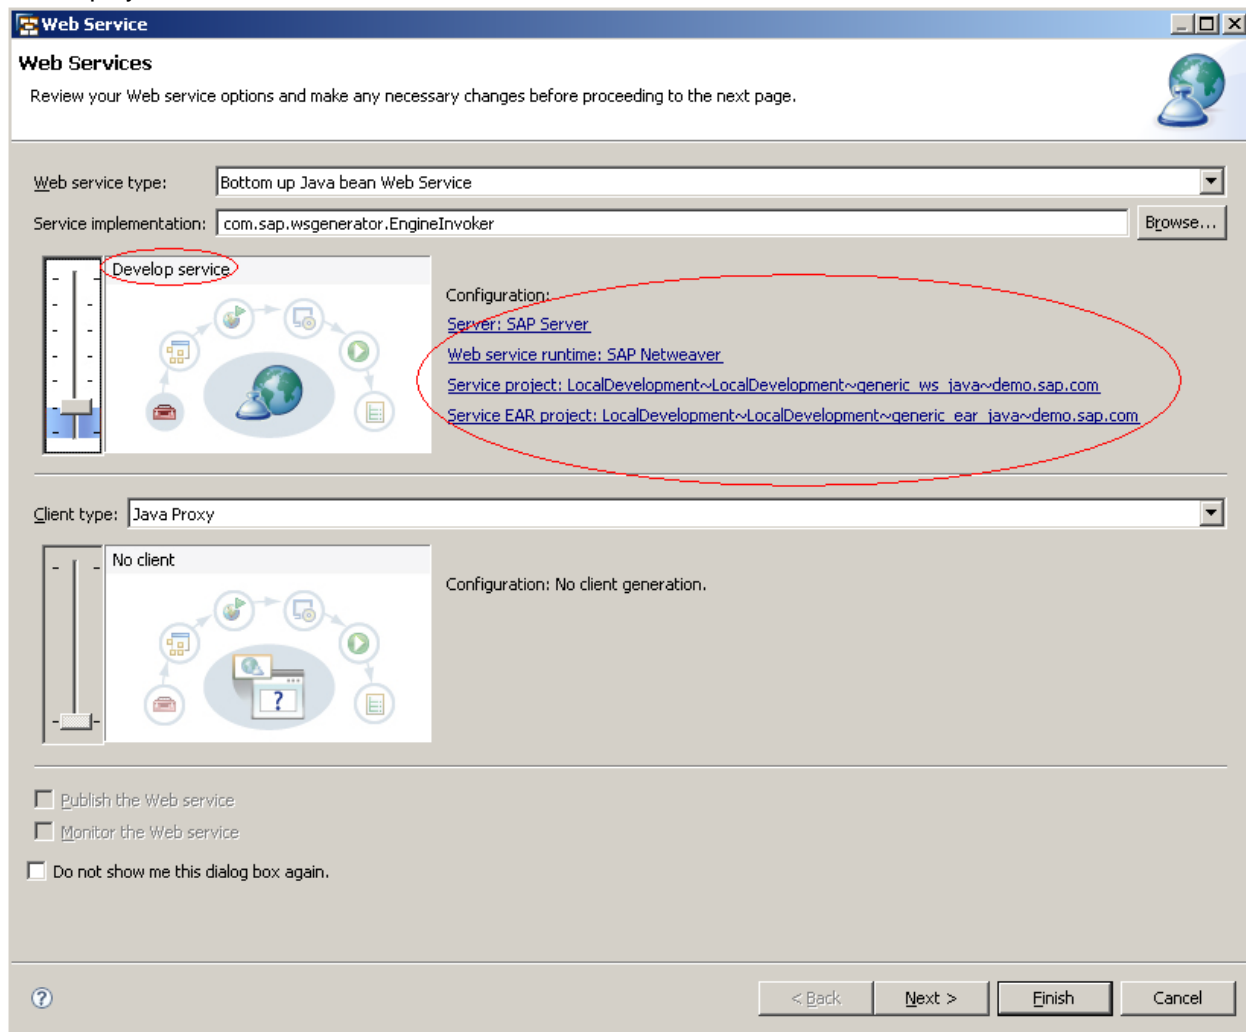 Web Service
Web Services
Review your Web service options and make any necessary changes before proceeding to the next page.
Web service type: Bottom up Java bean Web Service
Service implementation: com.sap.wsgenerator.EngineInvoker Browse...
Develop service
Configuration:
Server: SAP Server
Web service runtime: SAP Netweaver
Service project: LocalDevelopment~LocalDevelopment~generic_ws_java~demo.sap.com
Service EAR project: LocalDevelopment~LocalDevelopment~generic_ear_java~demo.sap.com
Client type: Java Proxy
No client
Configuration: No client generation.
?
Publish the Web service
Monitor the Web service
Do not show me this dialog box again.
? < Back Next > Finish Cancel